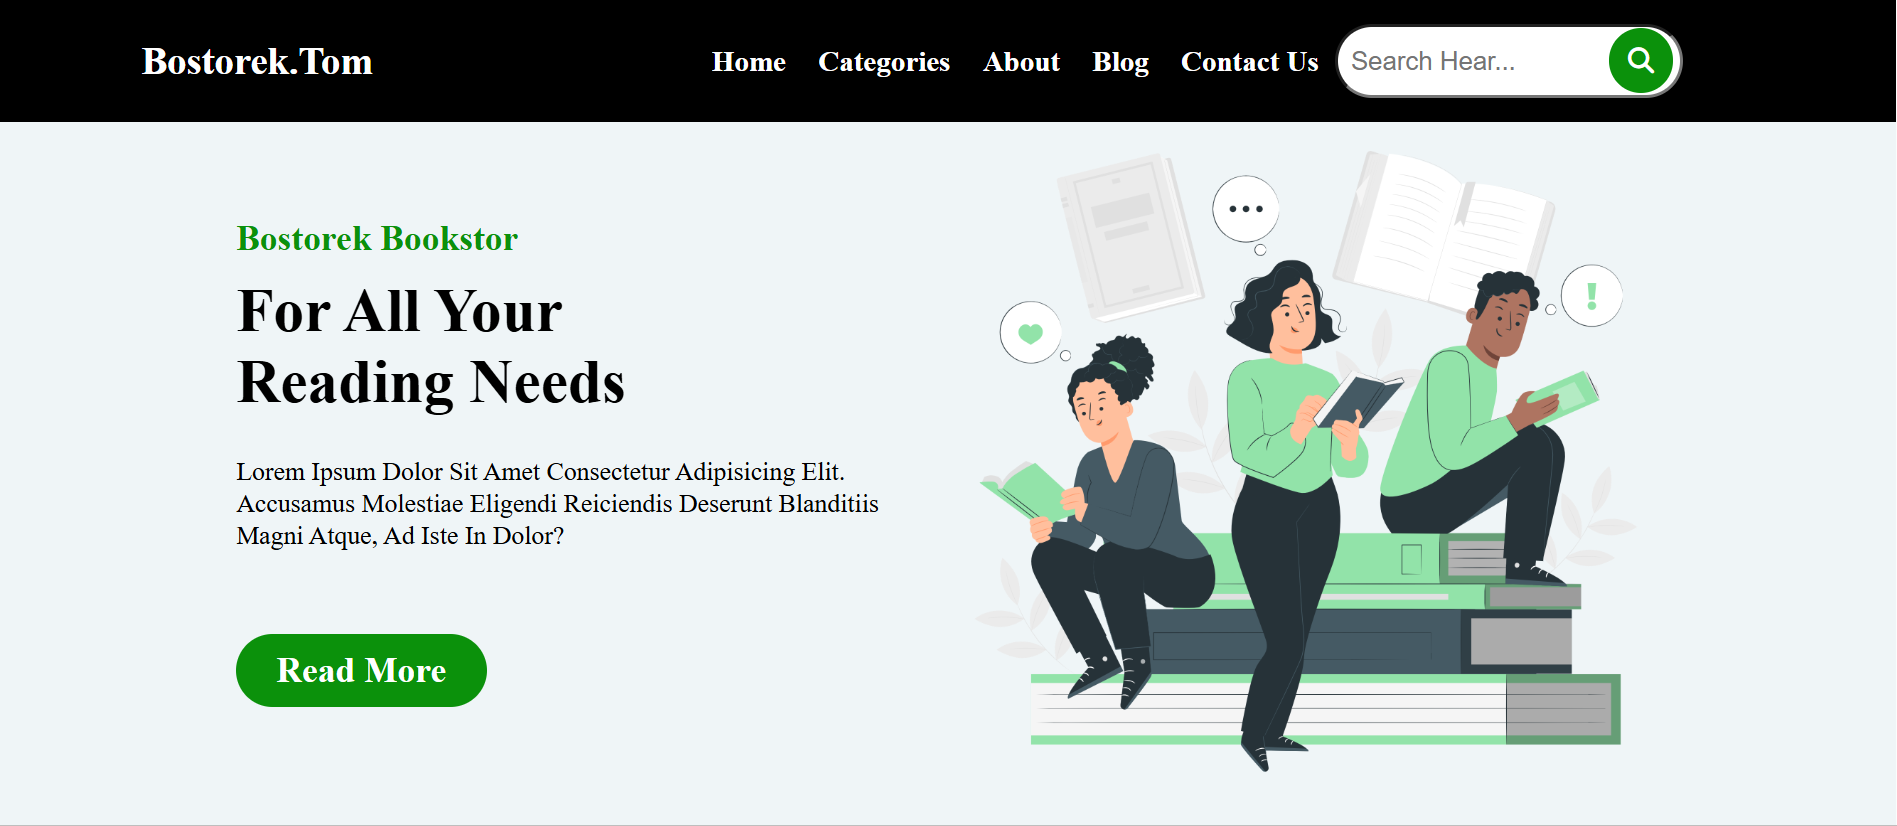 Bostorek.Tom
Home Categories About Blog Contact Us Search Hear...
Bostorek Bookstor
For All Your
Reading Needs
Lorem Ipsum Dolor Sit Amet Consectetur Adipisicing Elit.
Accusamus Molestiae Eligendi Reiciendis Deserunt Blanditiis
Magni Atque, Ad Iste In Dolor?
Read More